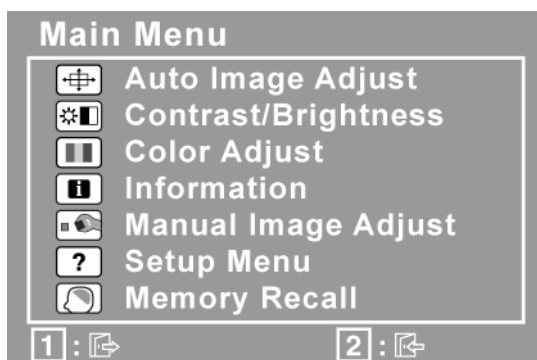 Main Menu
Auto Image Adjust
Contrast/Brightness
Color Adjust
i Information
Manual Image Adjust
? Setup Menu
Memory Recall
1 : 2 :